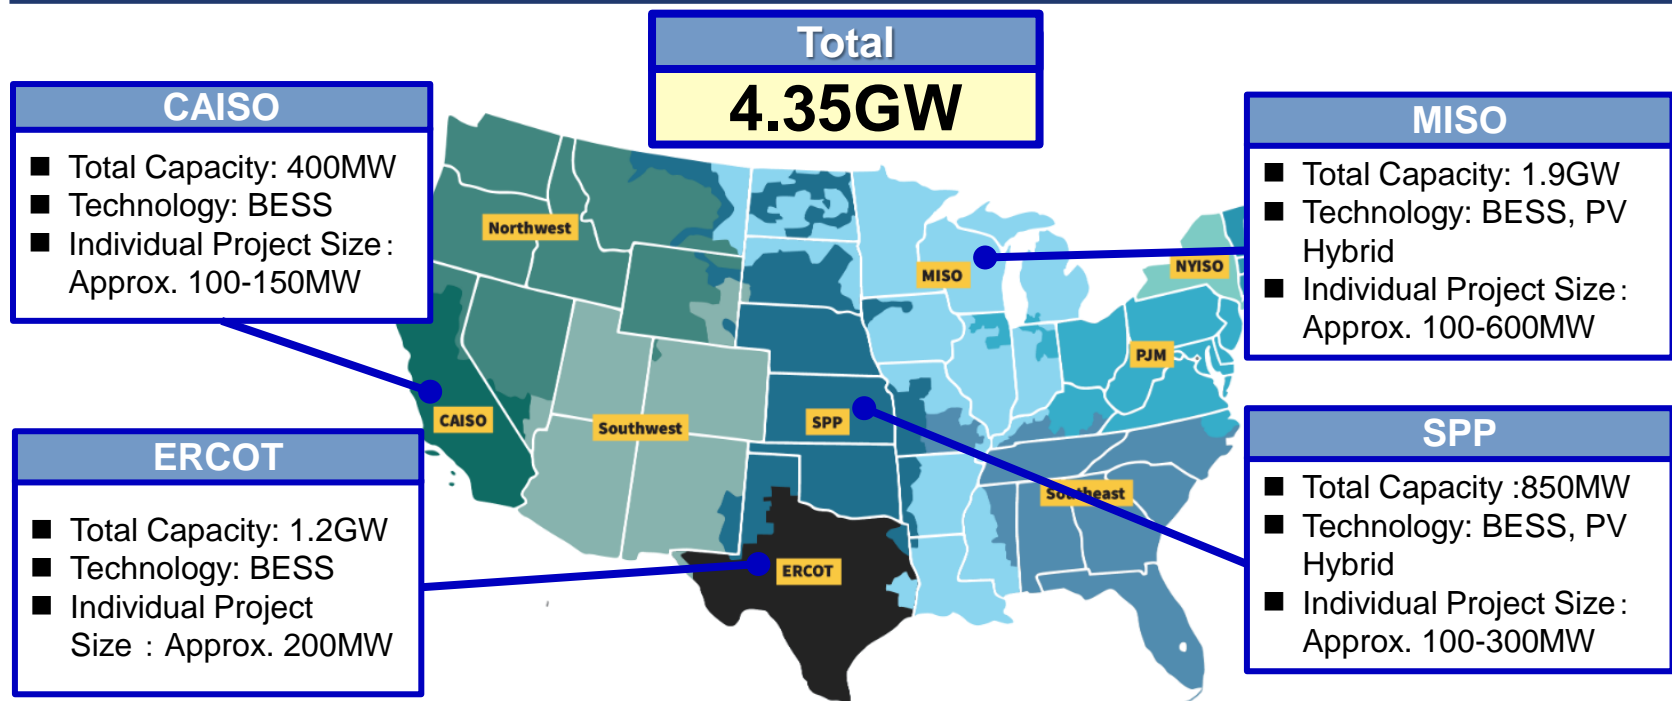 Total
4.35GW
CAISO
■ Total Capacity: 400MW
■ Technology: BESS
■ Individual Project Size：
Approx. 100-150MW
MISO
■ Total Capacity: 1.9GW
■ Technology: BESS, PV
Hybrid
■ Individual Project Size：
Approx. 100-600MW
Northwest
MISO
NYISO
PJM
CAISO
Southwest
SPP
Southeast
ERCOT
ERCOT
■ Total Capacity: 1.2GW
■ Technology: BESS
■ Individual Project
Size：Approx. 200MW
SPP
■ Total Capacity :850MW
■ Technology: BESS, PV
Hybrid
■ Individual Project Size：
Approx. 100-300MW